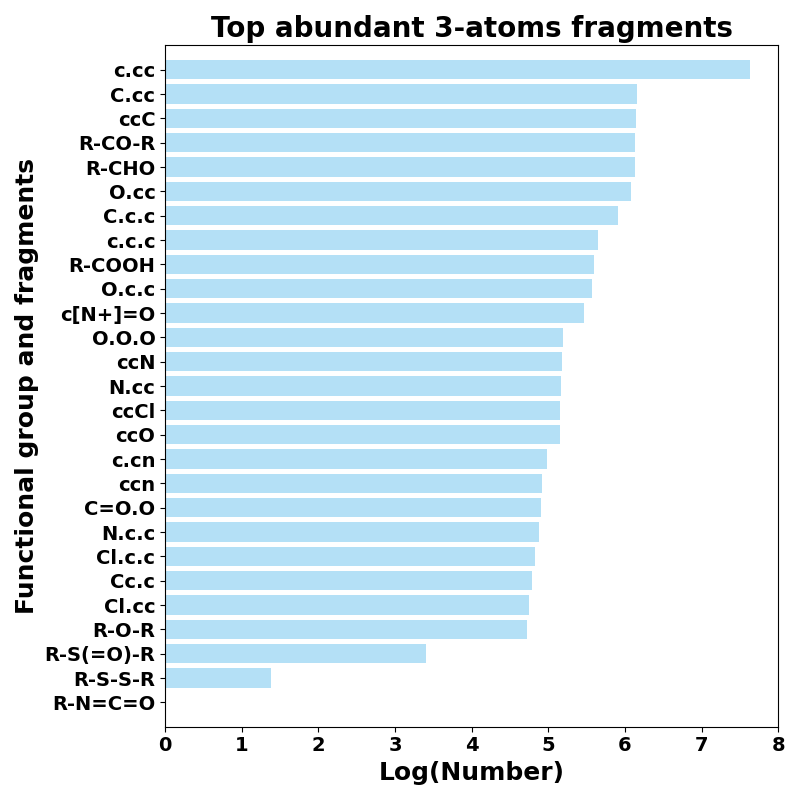 Top abundant 3-atoms fragments
Functional group and fragments
c.cc
C.cc
ccC
R-CO-R
R-CHO
O.cc
C.c.c
c.c.c
R-COOH
O.c.c
c[N+]=O
O.O.O
ccN
N.cc
ccCl
ccO
c.cn
ccn
C=O.O
N.c.c
Cl.c.c
Cc.c
Cl.cc
R-O-R
R-S(=O)-R
R-S-S-R
R-N=C=O
0 1 2 3 4 5 6 7 8
Log(Number)